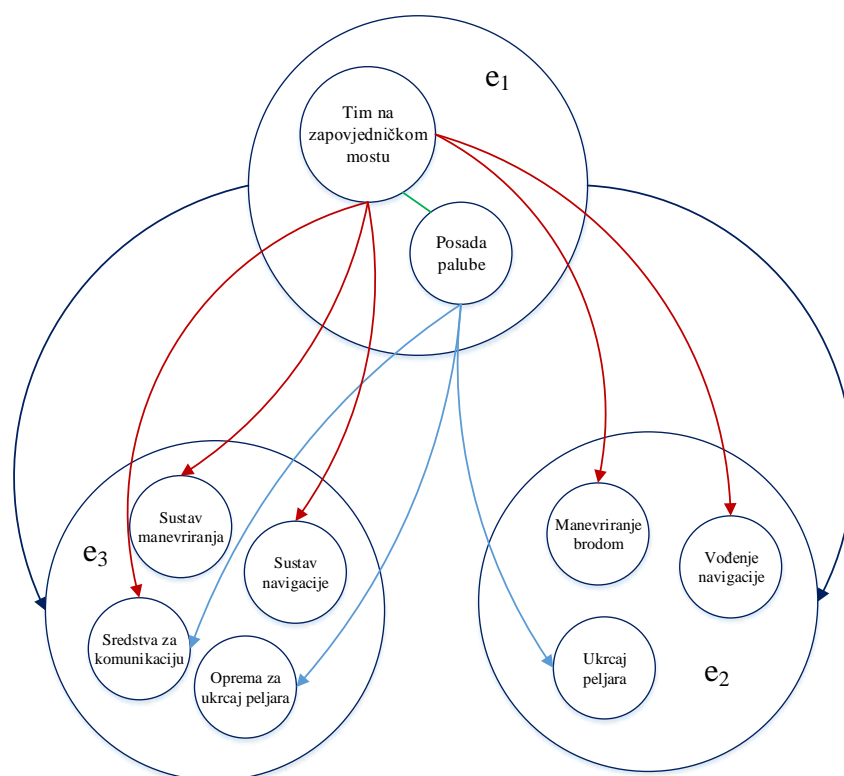 e1
Tim na
zapovjedničkom
mostu
Posada
palube
Sustav
manevriranja
e3
Sustav
navigacije
Sredstva za
komunikaciju
Oprema za
ukrcaj peljara
Manevriranje
brodom
Vođenje
navigacije
Ukrcaj
peljara
e2